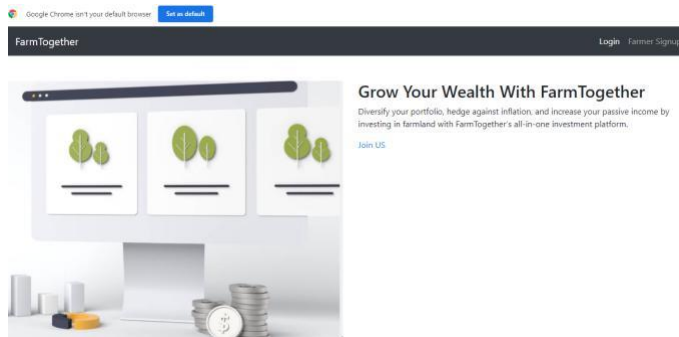 Google Chrome isn't your default browser
Set as default
FarmTogether
Login Farmer Signup
Grow Your Wealth With FarmTogether
Diversify your portfolio, hedge against inflation, and increase your passive income by
investing in farmland with FarmTogether's all-in-one investment platform.
Join US